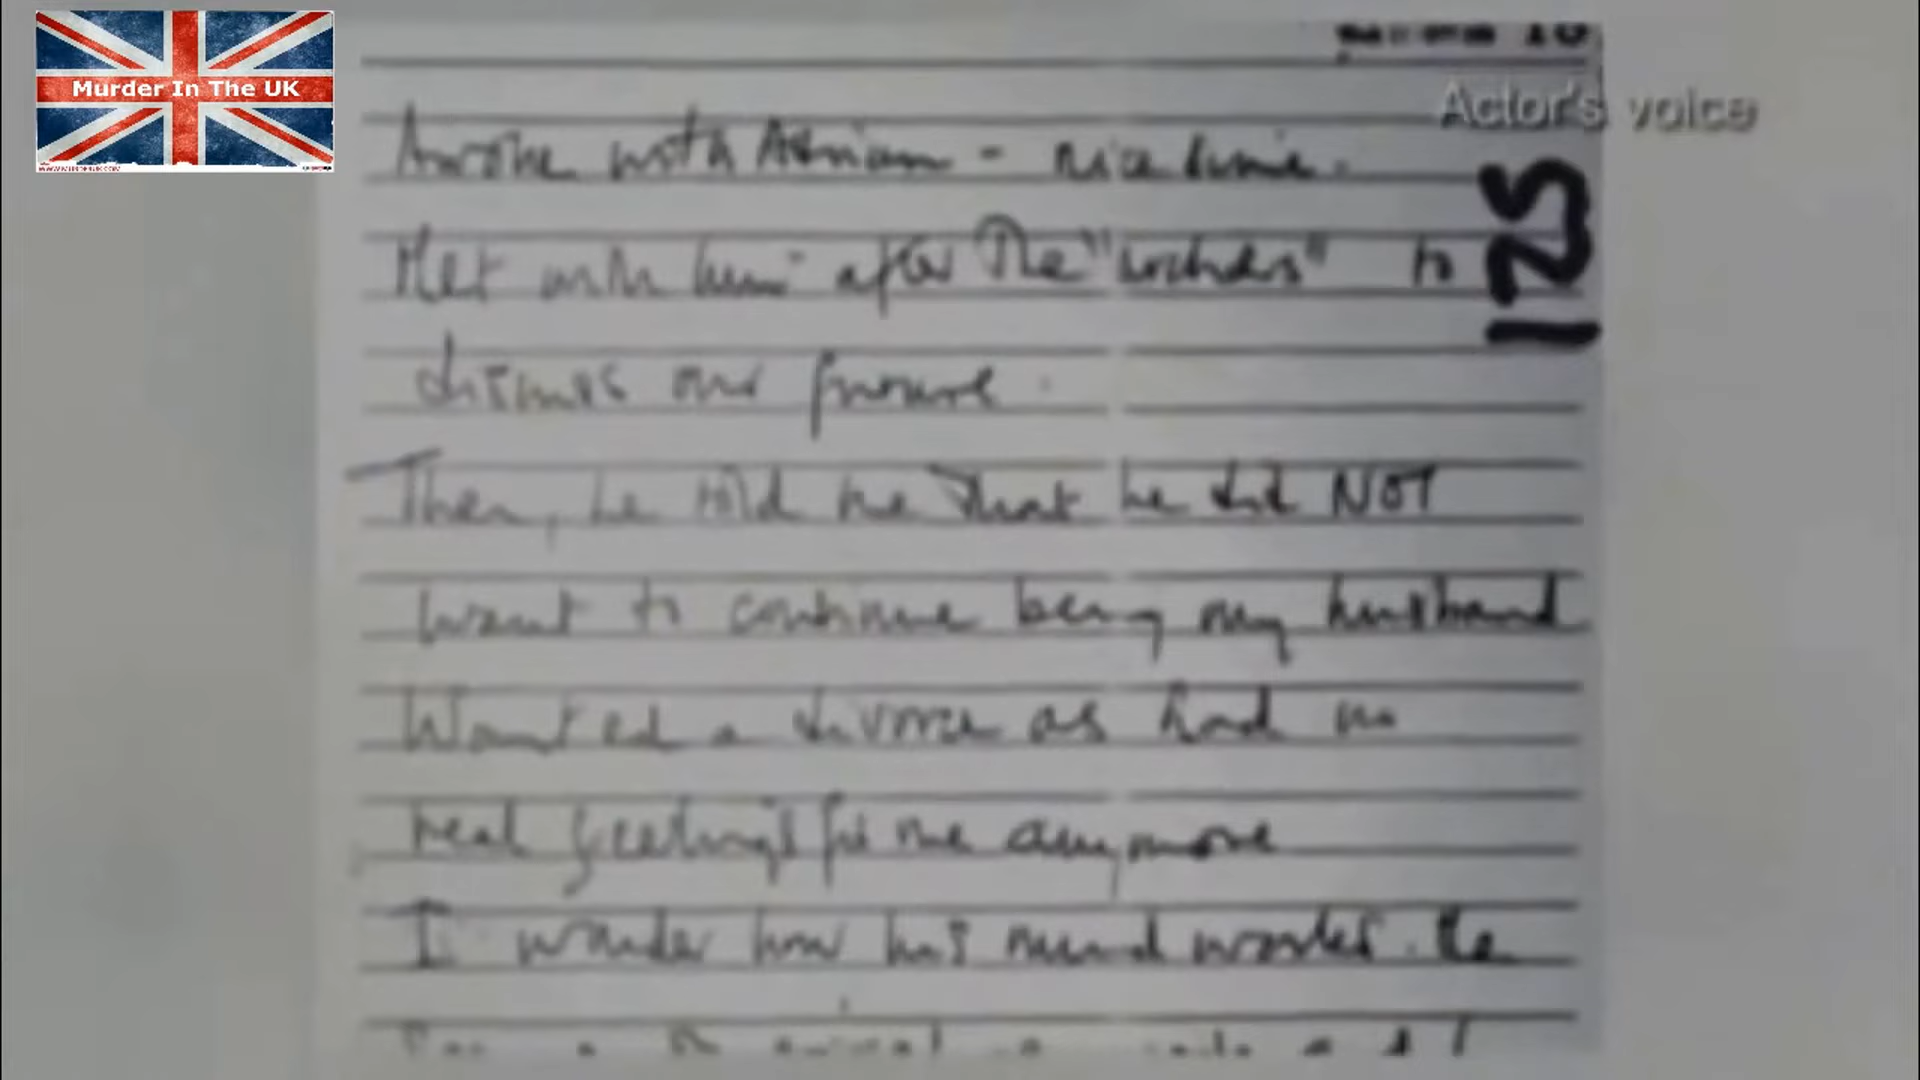 Murder In The UK
Actor's voice
125
Awoke with Adrian - nice time.
Met with him after the "workers" to
discuss our future.
Then, he told me that he did NOT
want to continue being my husband
Wanted a divorce as had no
real feelings for me anymore
I wonder how his mind works. He